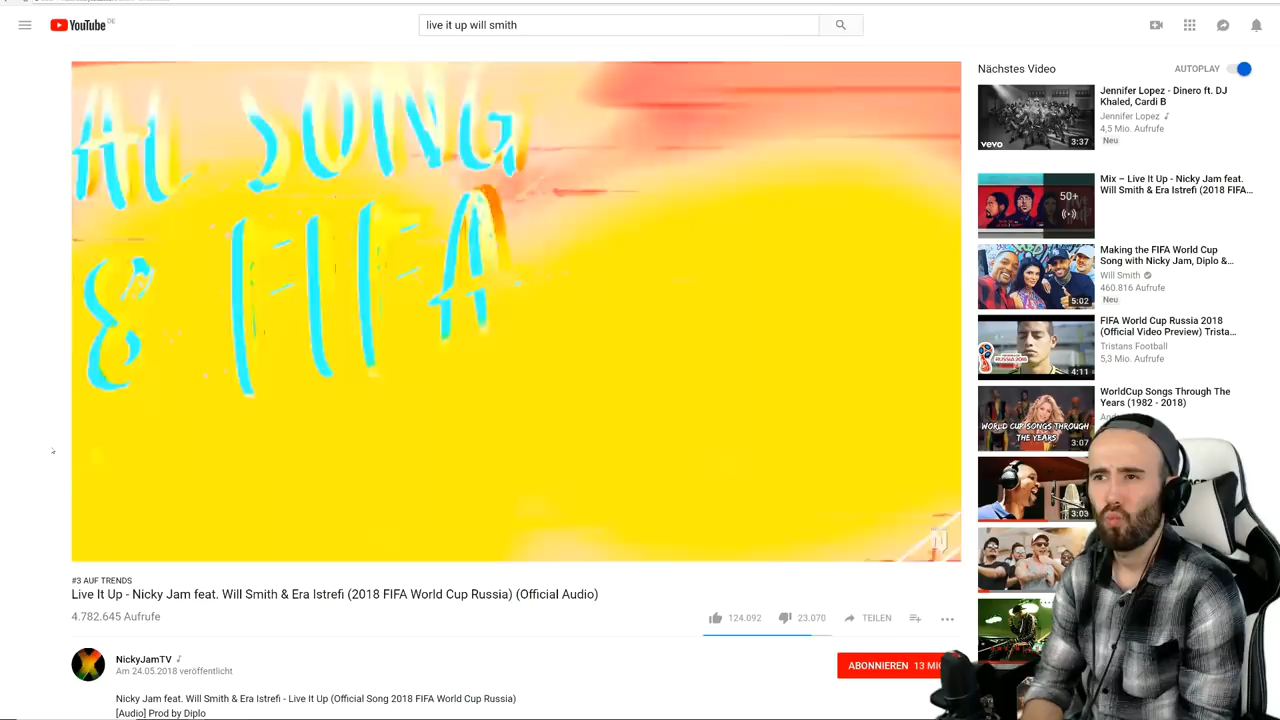 YouTube DE
live it up will smith
AL SONG
&
FIFA
#3 AUF TRENDS
Live It Up - Nicky Jam feat. Will Smith & Era Istrefi (2018 FIFA World Cup Russia) (Official Audio)
4.782.645 Aufrufe
124.092
23.070
TEILEN
NickyJamTV
Am 24.05.2018 veröffentlicht
ABONNIEREN 13 MIO
Nicky Jam feat. Will Smith & Era Istrefi - Live It Up (Official Song 2018 FIFA World Cup Russia)
[Audio] Prod by Diplo
Nächstes Video
AUTOPLAY
vevo
3:37
Jennifer Lopez - Dinero ft. DJ
Khaled, Cardi B
Jennifer Lopez
4,5 Mio. Aufrufe
Neu
50+
Mix – Live It Up - Nicky Jam feat.
Will Smith & Era Istrefi (2018 FIFA...
5:02
Making the FIFA World Cup
Song with Nicky Jam, Diplo &...
Will Smith
460.816 Aufrufe
Neu
RUSSIA 2018
4:11
FIFA World Cup Russia 2018
(Official Video Preview) Trista...
Tristans Football
5,3 Mio. Aufrufe
WORLD CUP SONGS THROUGH
THE YEARS
3:07
WorldCup Songs Through The
Years (1982 - 2018)
3:03